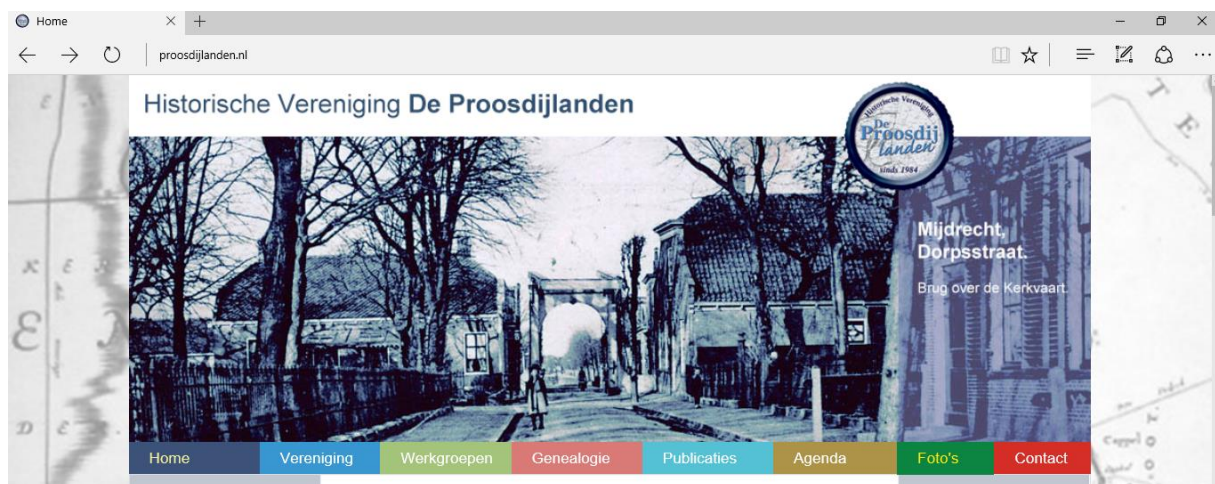 Home
proosdijlanden.nl
Historische Vereniging De Proosdijlanden
Historische Vereniging
De
Proosdij
landen
sinds 1984
Mijdrecht,
Dorpsstraat.
Brug over de Kerkvaart.
Home Vereniging Werkgroepen Genealogie Publicaties Agenda Foto's Contact